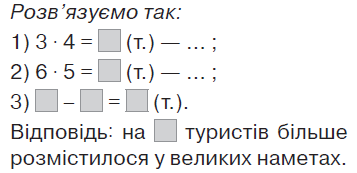 Розв’язуємо так:
1) 3 · 4 = □ (т.) — ... ;
2) 6 · 5 = □ (т.) — ... ;
3) □ – □ = □ (т.).
Відповідь: на □ туристів більше
розмістилося у великих наметах.